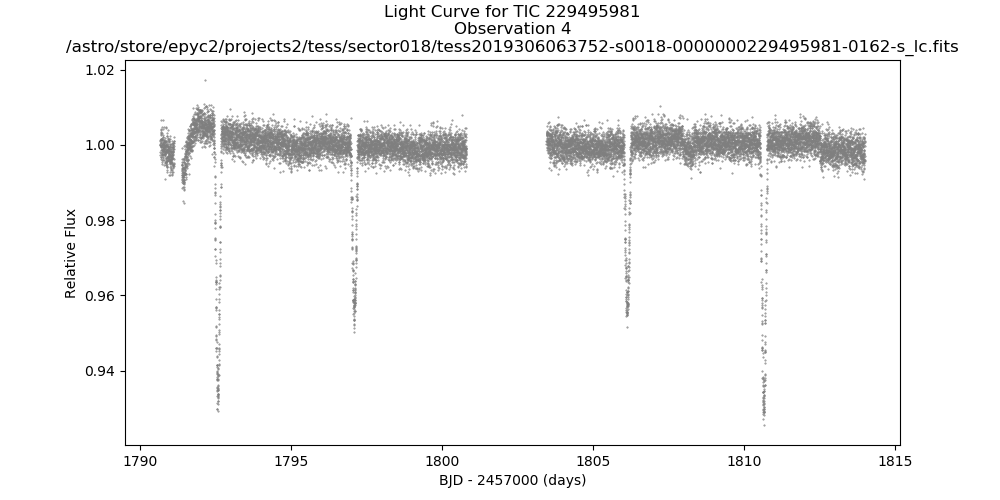 Light Curve for TIC 229495981
Observation 4
/astro/store/epyc2/projects2/tess/sector018/tess2019306063752-s0018-0000000229495981-0162-s_lc.fits
1.02
1.00
0.98
0.96
0.94
Relative Flux
1790
1795
1800
1805
1810
1815
BJD - 2457000 (days)